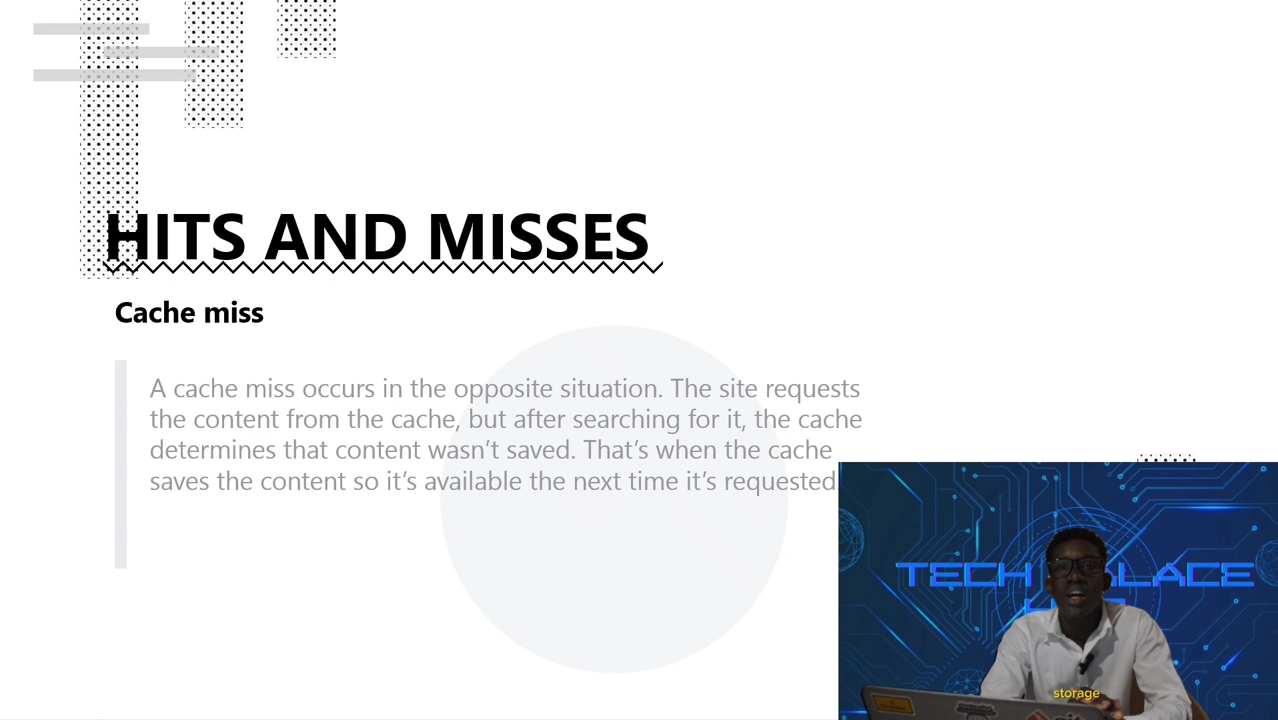 HITS AND MISSES
Cache miss
A cache miss occurs in the opposite situation. The site requests
the content from the cache, but after searching for it, the cache
determines that content wasn’t saved. That’s when the cache
saves the content so it’s available the next time it’s requested
TECH
storage